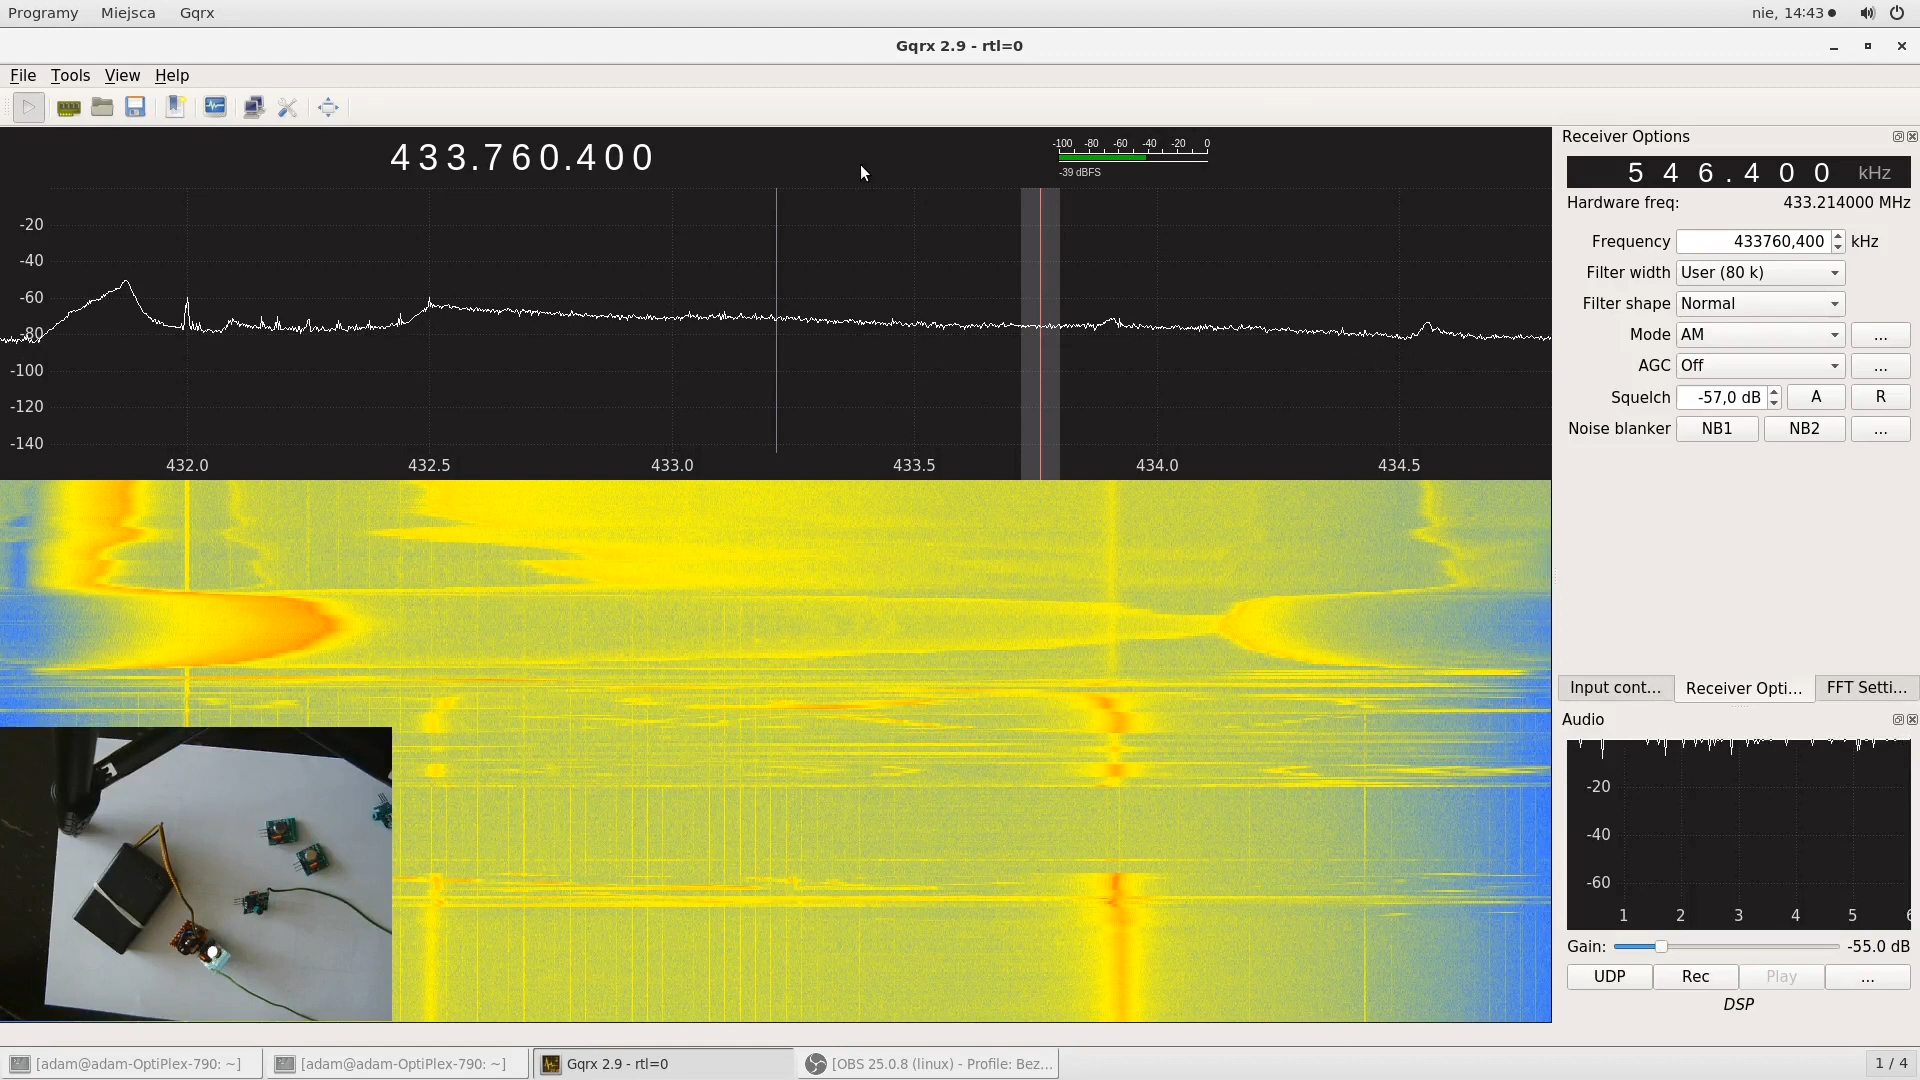 Programy Miejsca Gqrx nie, 14:43
Gqrx 2.9 - rtl=0
File Tools View Help
433.760.400
-100 -80 -60 -40 -20 0
-39 dBFS
-20
-40
-60
-80
-100
-120
-140
432.0 432.5 433.0 433.5 434.0 434.5
Receiver Options
546.400 kHz
Hardware freq: 433.214000 MHz
Frequency 433760,400 kHz
Filter width User (80 k)
Filter shape Normal
Mode AM ...
AGC Off ...
Squelch -57,0 dB A R
Noise blanker NB1 NB2 ...
Input cont... Receiver Opti... FFT Setti...
Audio
-20
-40
-60
1 2 3 4 5 6
Gain: -55.0 dB
UDP Rec Play ...
DSP
[adam@adam-OptiPlex-790: ~] [adam@adam-OptiPlex-790: ~] Gqrx 2.9 - rtl=0 [OBS 25.0.8 (linux) - Profile: Bez... 1 / 4